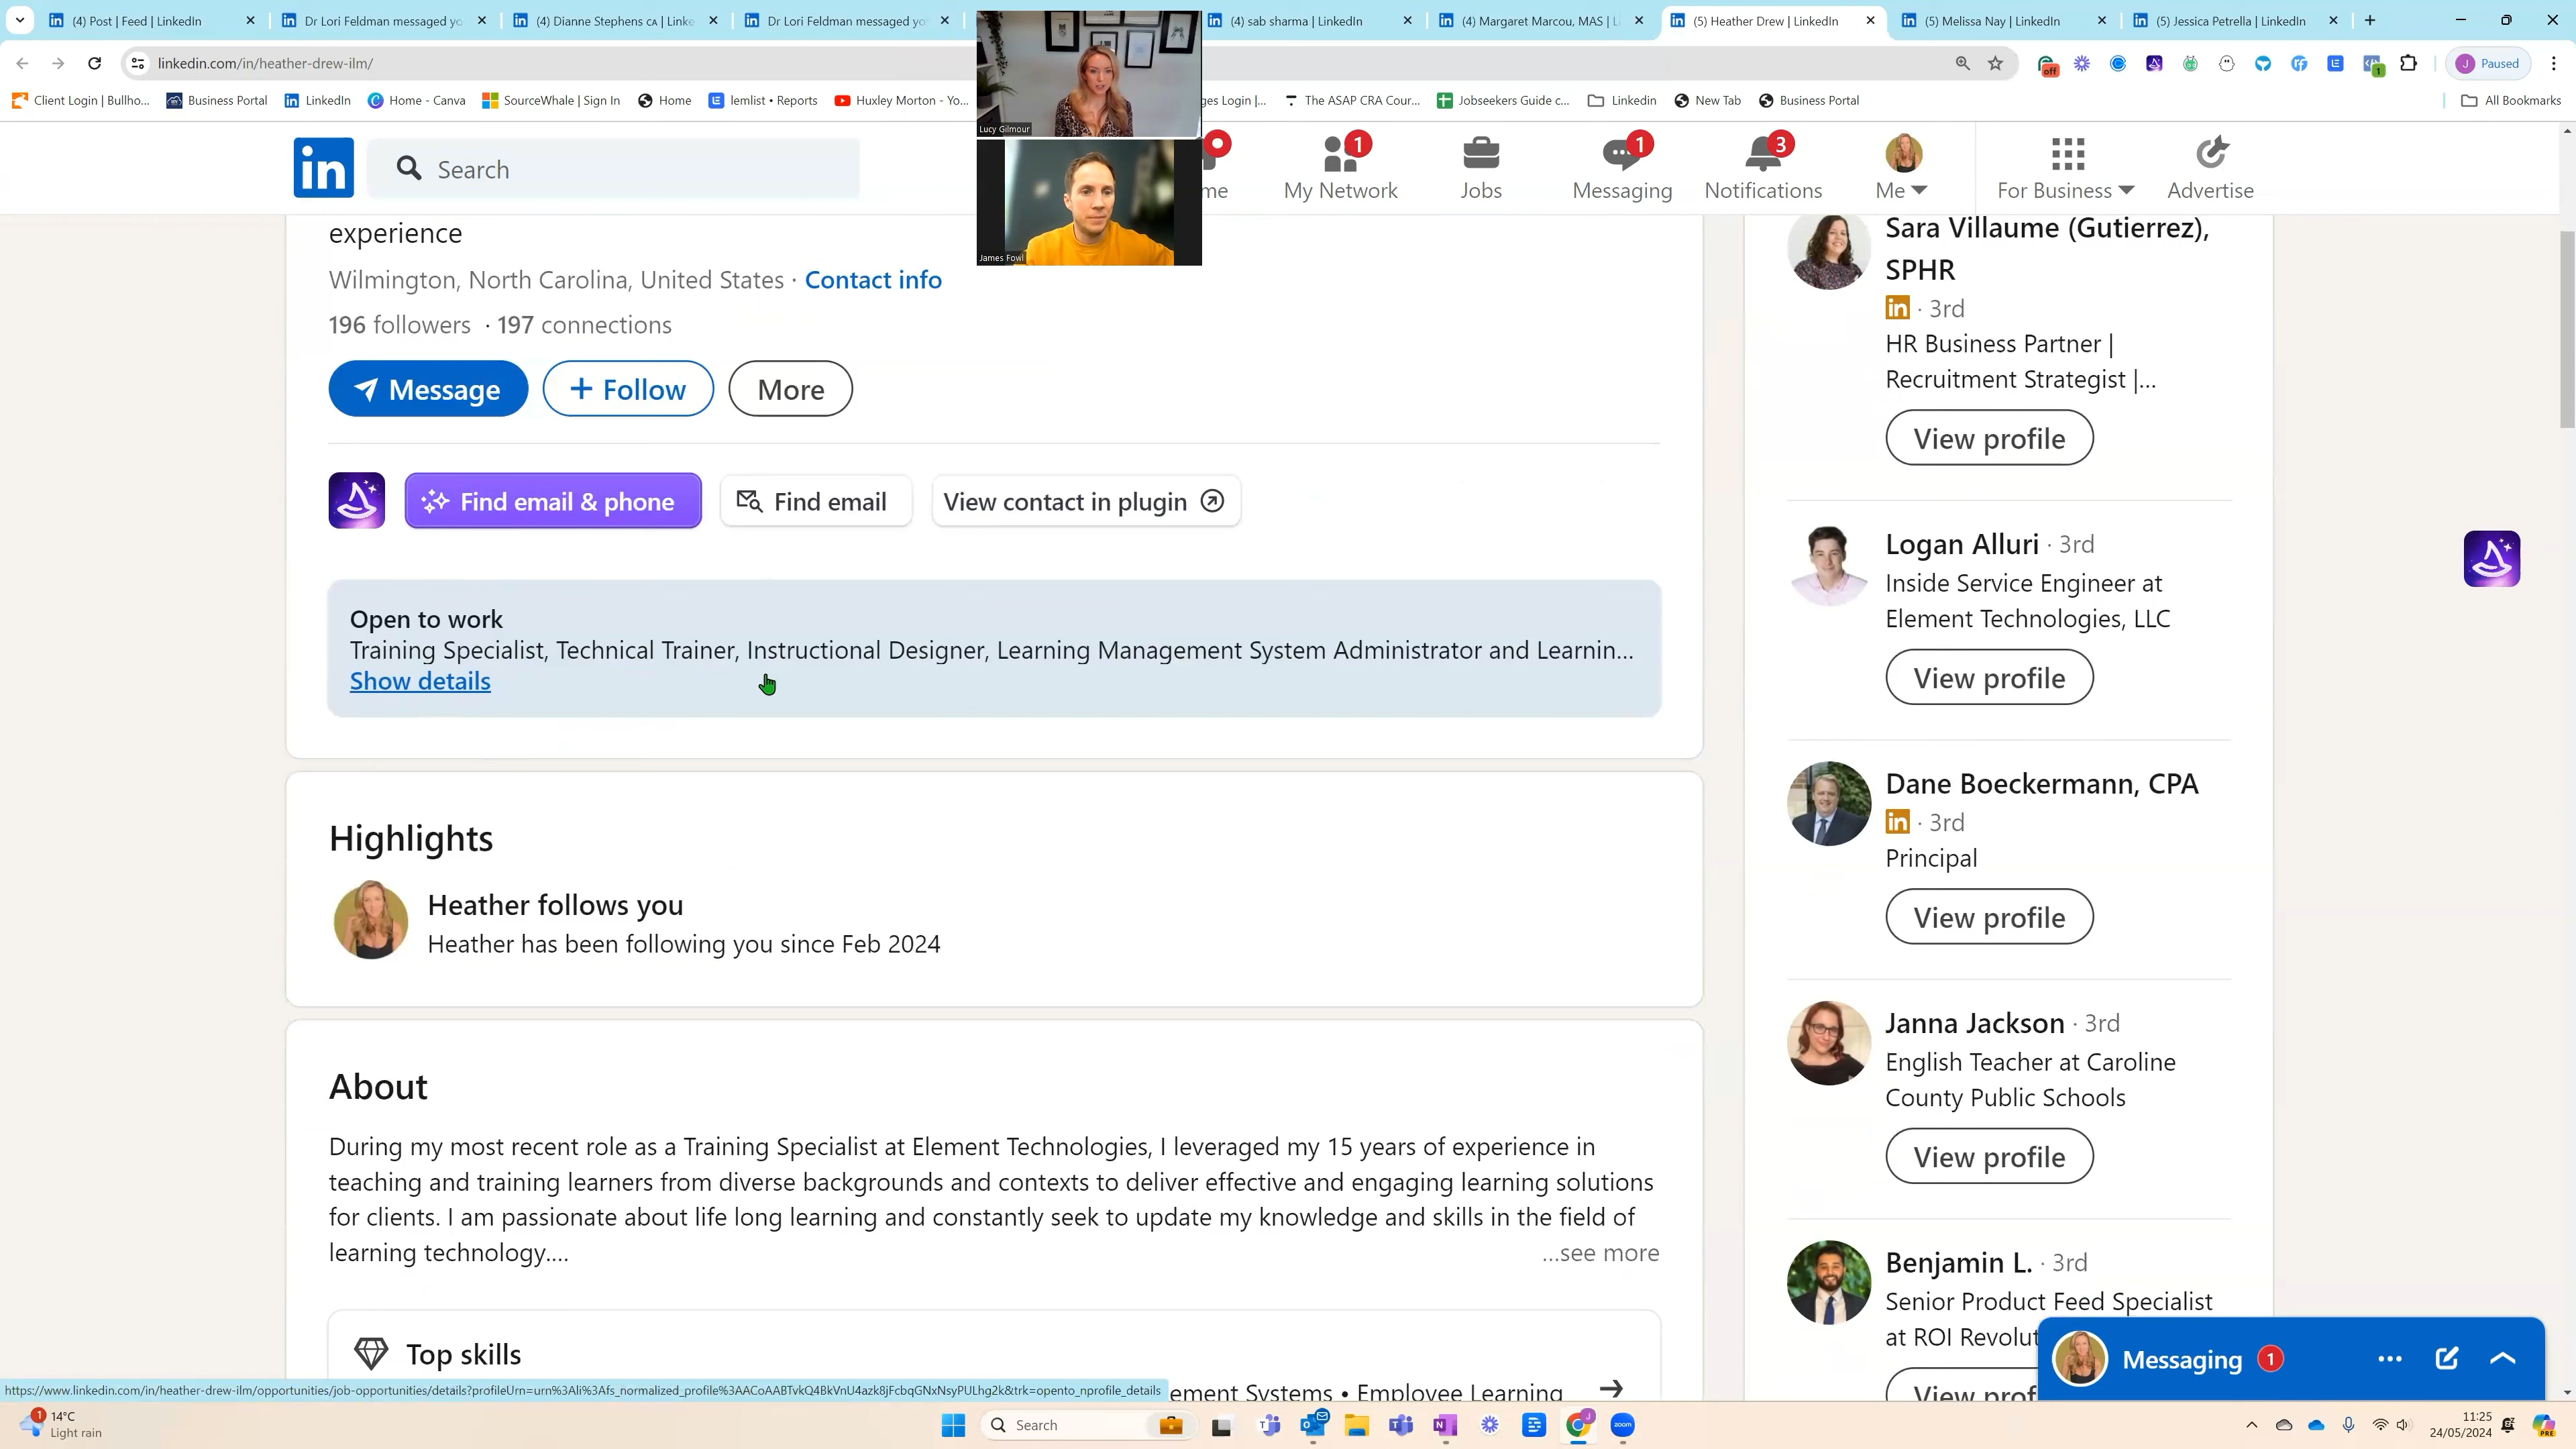 (4) Post | Feed | LinkedIn
Dr Lori Feldman messaged yo
(4) Dianne Stephens CA | Linke
Dr Lori Feldman messaged yo
(4) sab sharma | LinkedIn
(4) Margaret Marcou, MAS | Li
(5) Heather Drew | LinkedIn
(5) Melissa Nay | LinkedIn
(5) Jessica Petrella | LinkedIn
linkedin.com/in/heather-drew-ilm/
off
1
J Paused
Client Login | Bullho...
Business Portal
LinkedIn
Home - Canva
SourceWhale | Sign In
Home
lemlist • Reports
Huxley Morton - Yo...
ges Login |...
The ASAP CRA Cour...
Jobseekers Guide c...
Linkedin
New Tab
Business Portal
All Bookmarks
Lucy Gilmour
James Fowl
in
Search
me
My Network
1
Jobs
Messaging
1
Notifications
3
Me
For Business
Advertise
experience
Wilmington, North Carolina, United States · Contact info
196 followers · 197 connections
Message
+ Follow
More
Find email & phone
Find email
View contact in plugin
Open to work
Training Specialist, Technical Trainer, Instructional Designer, Learning Management System Administrator and Learnin...
Show details
Highlights
Heather follows you
Heather has been following you since Feb 2024
About
During my most recent role as a Training Specialist at Element Technologies, I leveraged my 15 years of experience in
teaching and training learners from diverse backgrounds and contexts to deliver effective and engaging learning solutions
for clients. I am passionate about life long learning and constantly seek to update my knowledge and skills in the field of
learning technology....
...see more
Top skills
ement Systems • Employee Learning
Sara Villaume (Gutierrez),
SPHR
in · 3rd
HR Business Partner |
Recruitment Strategist |...
View profile
Logan Alluri · 3rd
Inside Service Engineer at
Element Technologies, LLC
View profile
Dane Boeckermann, CPA
in · 3rd
Principal
View profile
Janna Jackson · 3rd
English Teacher at Caroline
County Public Schools
View profile
Benjamin L. · 3rd
Senior Product Feed Specialist
at ROI Revolut
View prof
Messaging 1
https://www.linkedin.com/in/heather-drew-ilm/opportunities/job-opportunities/details?profileUrn=urn%3Ali%3Afs_normalized_profile%3AACoAABTvkQ4BkVnU4azk8jFcbqGNxNsyPULhg2k&trk=opento_nprofile_details
1
14°C
Light rain
Search
zoom
11:25
24/05/2024
PRE